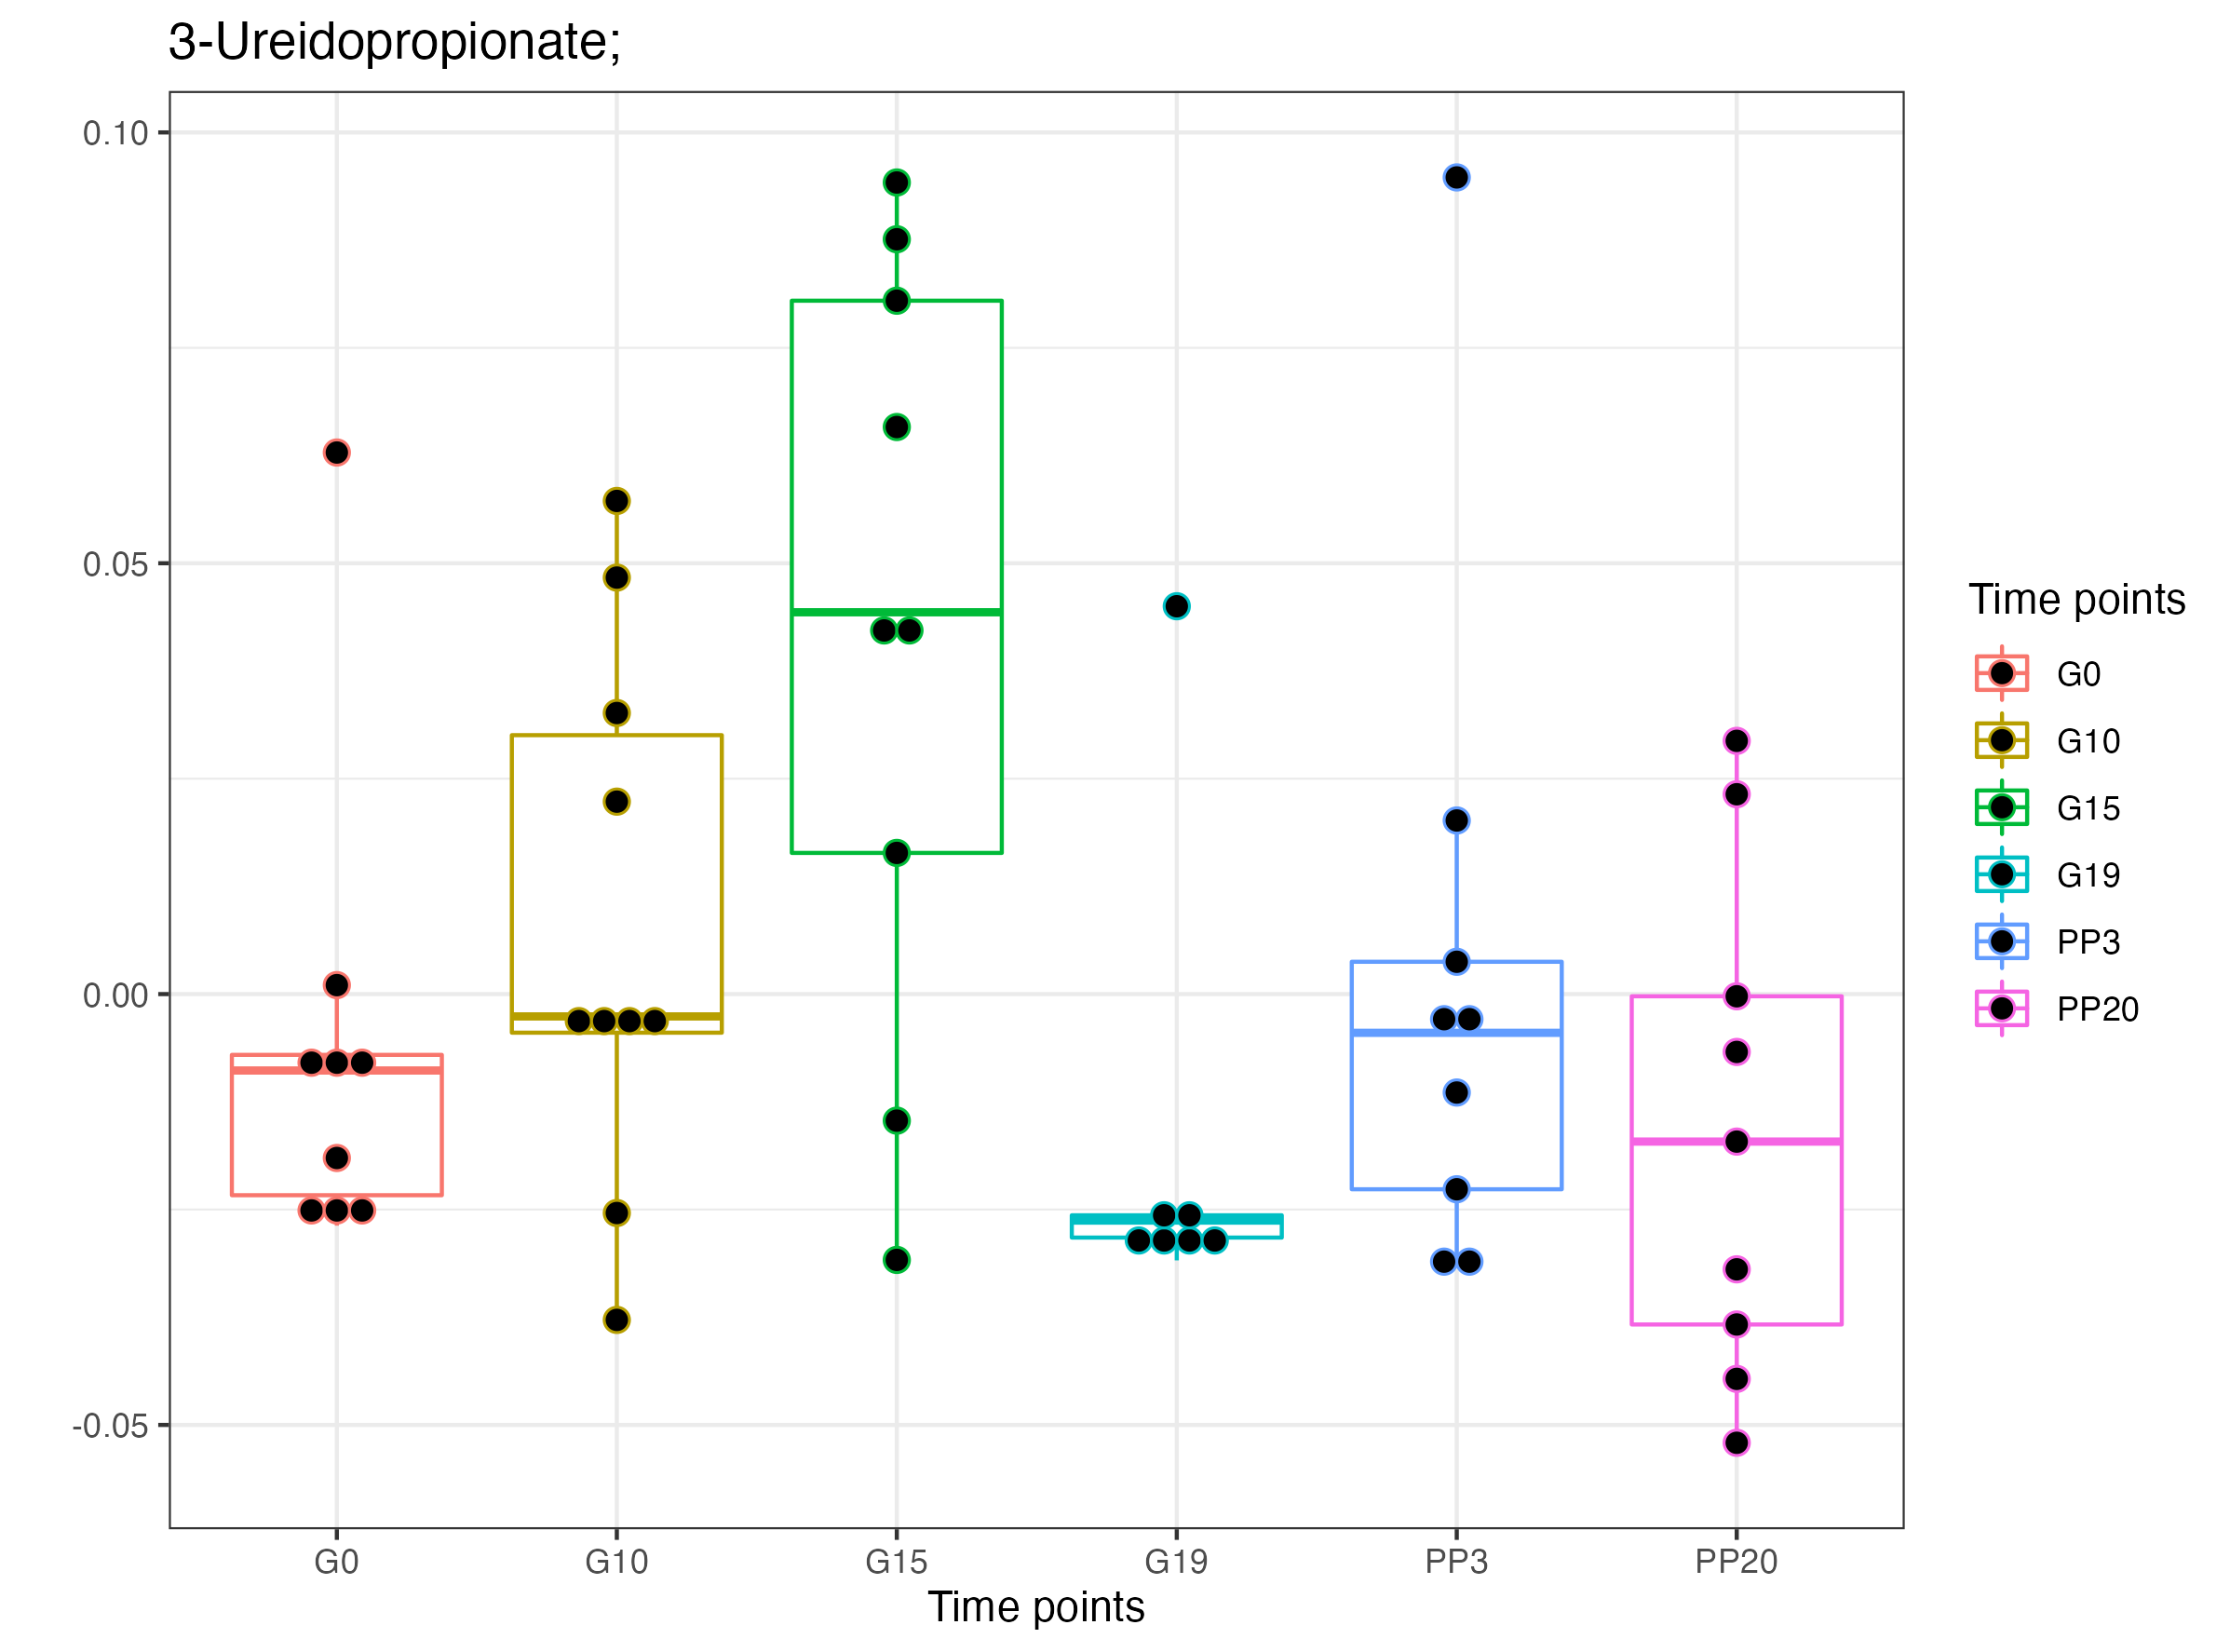 3-Ureidopropionate;
0.10
0.05
0.00
-0.05
G0 G10 G15 G19 PP3 PP20
Time points
Time points
G0
G10
G15
G19
PP3
PP20